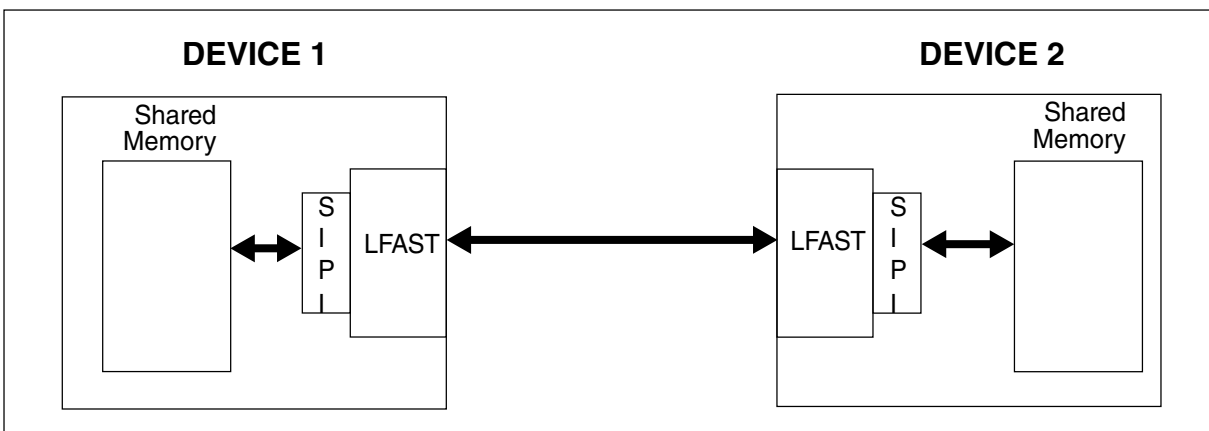 DEVICE 1
DEVICE 2
Shared
Memory
S
I
P
I
LFAST
LFAST
S
I
P
I
Shared
Memory